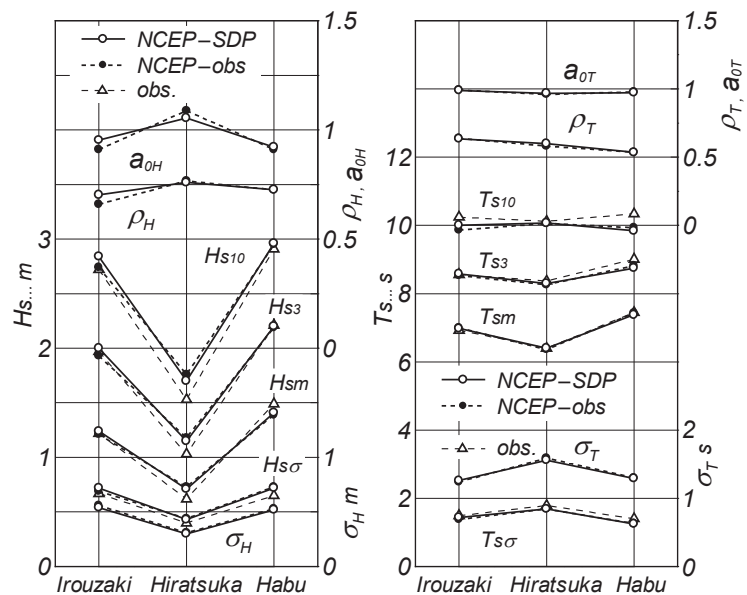 NCEP–SDP
NCEP–obs
obs.
a0H
ρH
Hs10
Hs3
Hsm
Hsσ
σH
Hs... m
3
2
1
0
1.5
1
0.5
0
1
0
ρH, a0H
σH m
Irouzaki Hiratsuka Habu
a0T
ρT
Ts10
Ts3
Tsm
NCEP–SDP
NCEP–obs
obs.
σT
Tsσ
Ts... s
12
10
8
6
4
2
0
1.5
1
0.5
0
2
1
0
ρT, a0T
σT s
Irouzaki Hiratsuka Habu